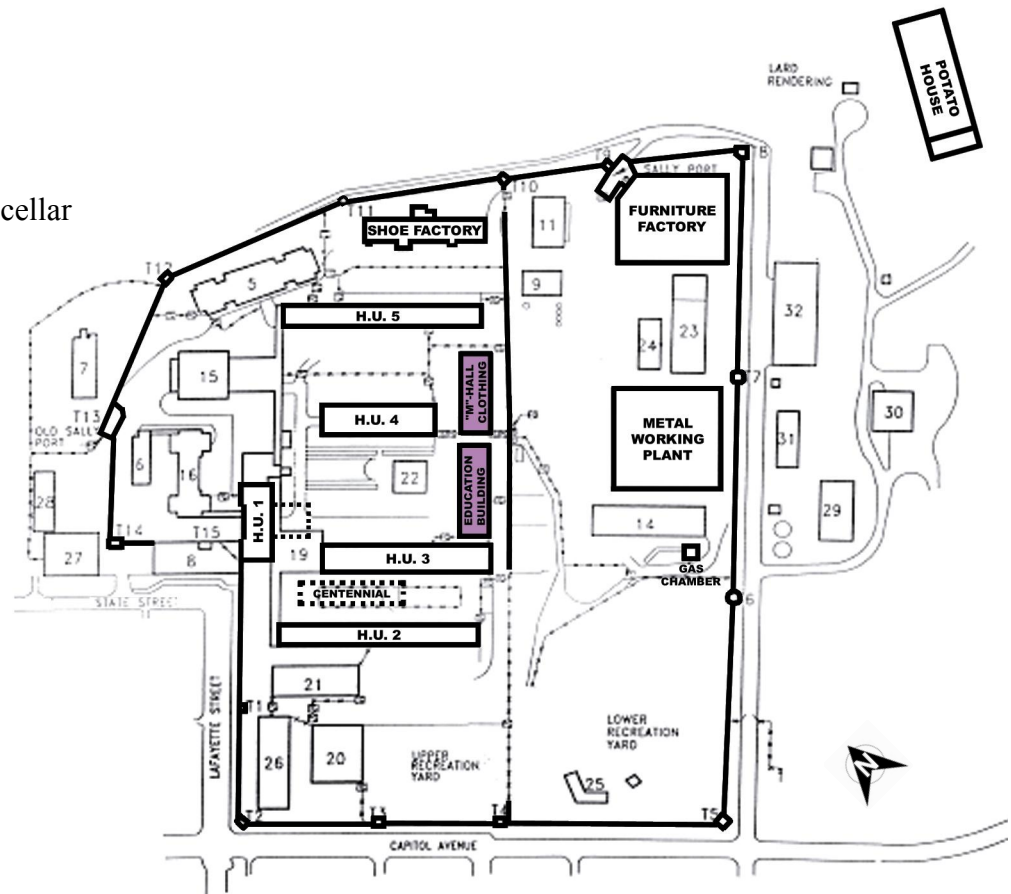 LARD
RENDERING
POTATO
HOUSE
cellar
T8
T9
SALLY PORT
T10
T11
SHOE FACTORY
11
FURNITURE
FACTORY
T12
5
9
H.U. 5
23
32
24
7
15
"M"-HALL
CLOTHING
T7
T13
H.U. 4
METAL
WORKING
PLANT
30
OLD SALLY
PORT
31
6
16
22
EDUCATION
BUILDING
28
H.U. 1
29
14
T14
T15
27
8
19
H.U. 3
GAS
CHAMBER
STATE STREET
CENTENNIAL
6
H.U. 2
21
LAFAYETTE STREET
T1
26
20
UPPER
RECREATION
YARD
LOWER
RECREATION
YARD
25
N
T2
T3
T4
T5
CAPITOL AVENUE